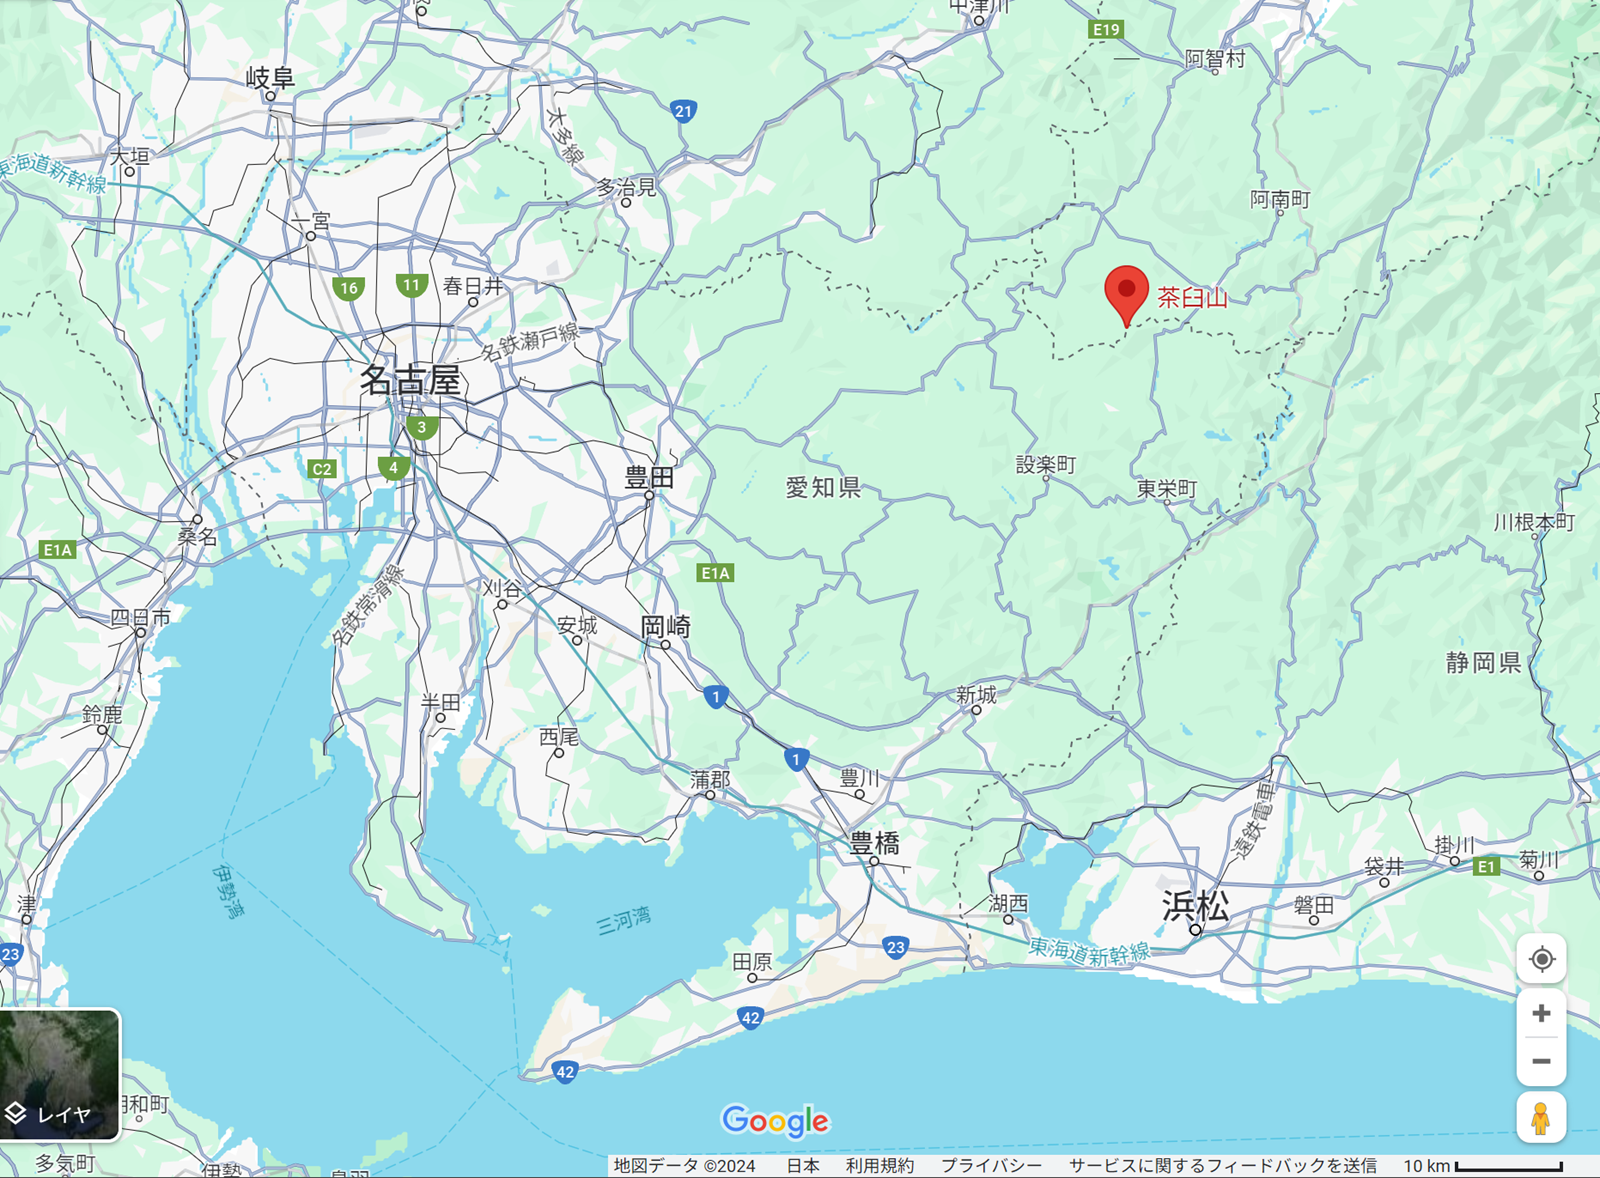 中津川
E19
阿智村
岐阜
21
太多線
大垣
東海道新幹線
多治見
阿南町
一宮
16
11
春日井
茶臼山
名鉄瀬戸線
名古屋
3
C2
4
豊田
愛知県
設楽町
東栄町
川根本町
桑名
E1A
E1A
名鉄常滑線
刈谷
四日市
安城
岡崎
静岡県
1
新城
半田
鈴鹿
西尾
1
蒲郡
豊川
遠鉄電車
豊橋
掛川
菊川
袋井
E1
伊勢湾
津
三河湾
湖西
浜松
磐田
23
23
東海道新幹線
田原
42
42
レイヤ
明和町
Google
多気町
伊勢
鳥羽
地図データ ©2024 日本 利用規約 プライバシー サービスに関するフィードバックを送信 10 km